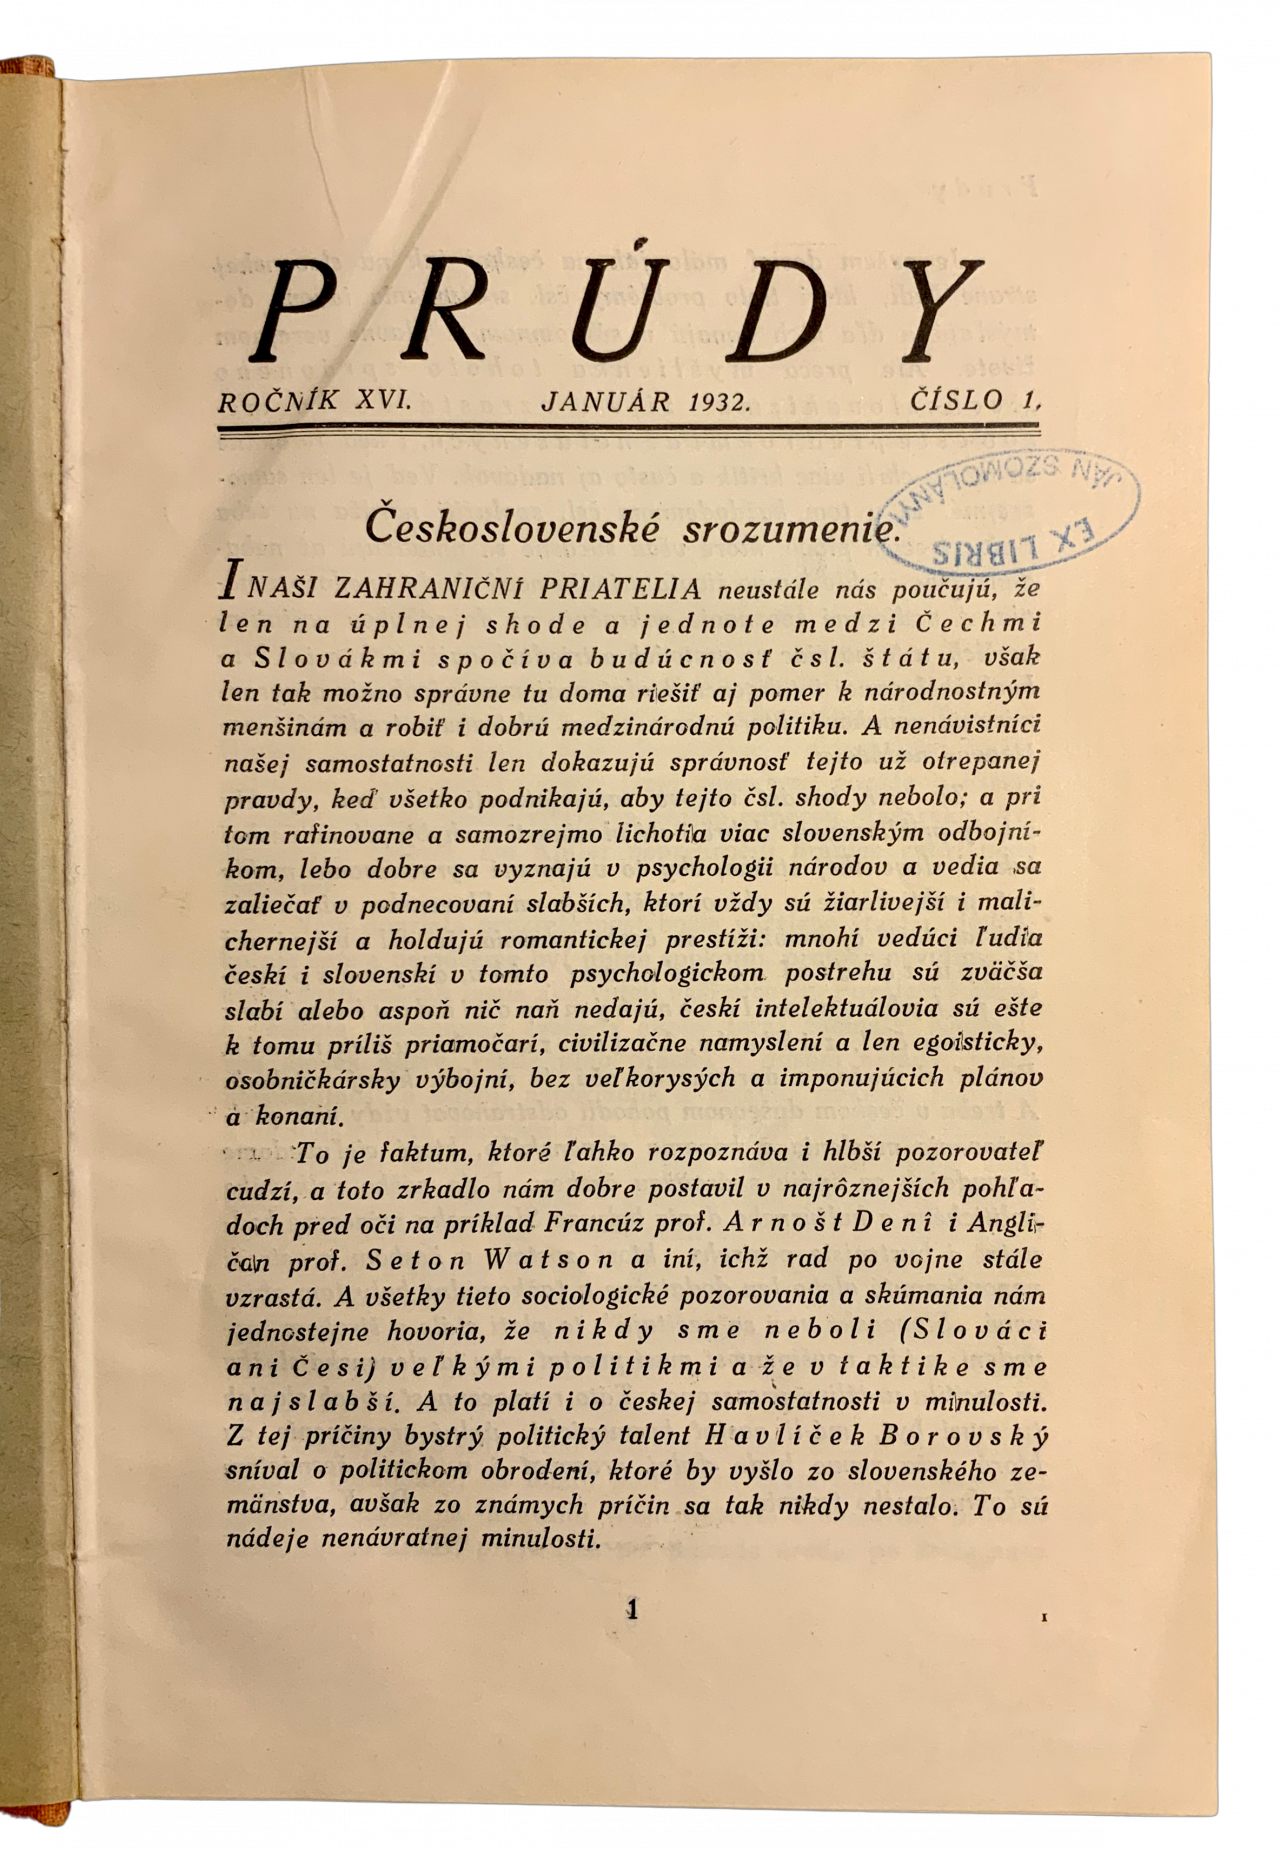 PRÚDY
ROČNÍK XVI. JANUÁR 1932. ČÍSLO 1.
JÁN SZOMOLÁNYI
EX LIBRIS
Československé srozumenie.
I NAŠI ZAHRANIČNÍ PRIATELIA neustále nás poučujú, že
len na úplnej shode a jednote medzi Čechmi
a Slovákmi spočíva budúcnosť čsl. štátu, však
len tak možno správne tu doma riešiť aj pomer k národnostným
menšinám a robiť i dobrú medzinárodnú politiku. A nenávistníci
našej samostatnosti len dokazujú správnosť tejto už otrepanej
pravdy, keď všetko podnikajú, aby tejto čsl. shody nebolo; a pri
tom rafinovane a samozrejmo lichotia viac slovenským odbojní-
kom, lebo dobre sa vyznajú v psychologii národov a vedia sa
zaliečať v podnecovaní slabších, ktorí vždy sú žiarlivejší i mali-
chernejší a holdujú romantickej prestíži: mnohí vedúci ľudia
českí i slovenskí v tomto psychologickom postrehu sú zväčša
slabí alebo aspoň nič naň nedajú, českí intelektuálovia sú ešte
k tomu príliš priamočarí, civilizačne namyslení a len egoisticky,
osobničkársky výbojní, bez veľkorysých a imponujúcich plánov
a konaní.
To je faktum, ktoré ľahko rozpoznáva i hlbší pozorovateľ
cudzí, a toto zrkadlo nám dobre postavil v najrôznejších pohľa-
doch pred oči na príklad Francúz prof. Arnošt Denî i Angli-
čan prof. Seton Watson a iní, ichž rad po vojne stále
vzrastá. A všetky tieto sociologické pozorovania a skúmania nám
jednostejne hovoria, že nikdy sme neboli (Slováci
ani Česi) veľkými politikmi a že v taktike sme
najslabší. A to platí i o českej samostatnosti v minulosti.
Z tej príčiny bystrý politický talent Havlíček Borovský
sníval o politickom obrodení, ktoré by vyšlo zo slovenského ze-
mänstva, avšak zo známych príčin sa tak nikdy nestalo. To sú
nádeje nenávratnej minulosti.
1
1